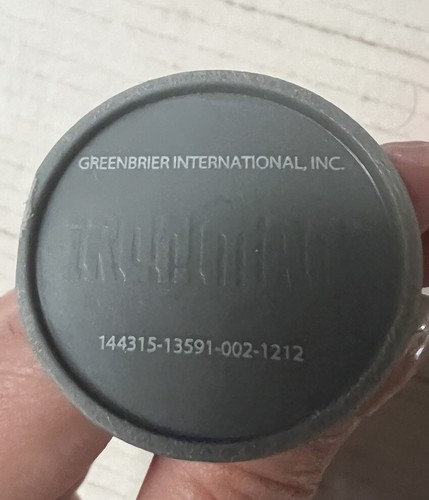 GREENBRIER INTERNATIONAL, INC.
144315-13591-002-1212